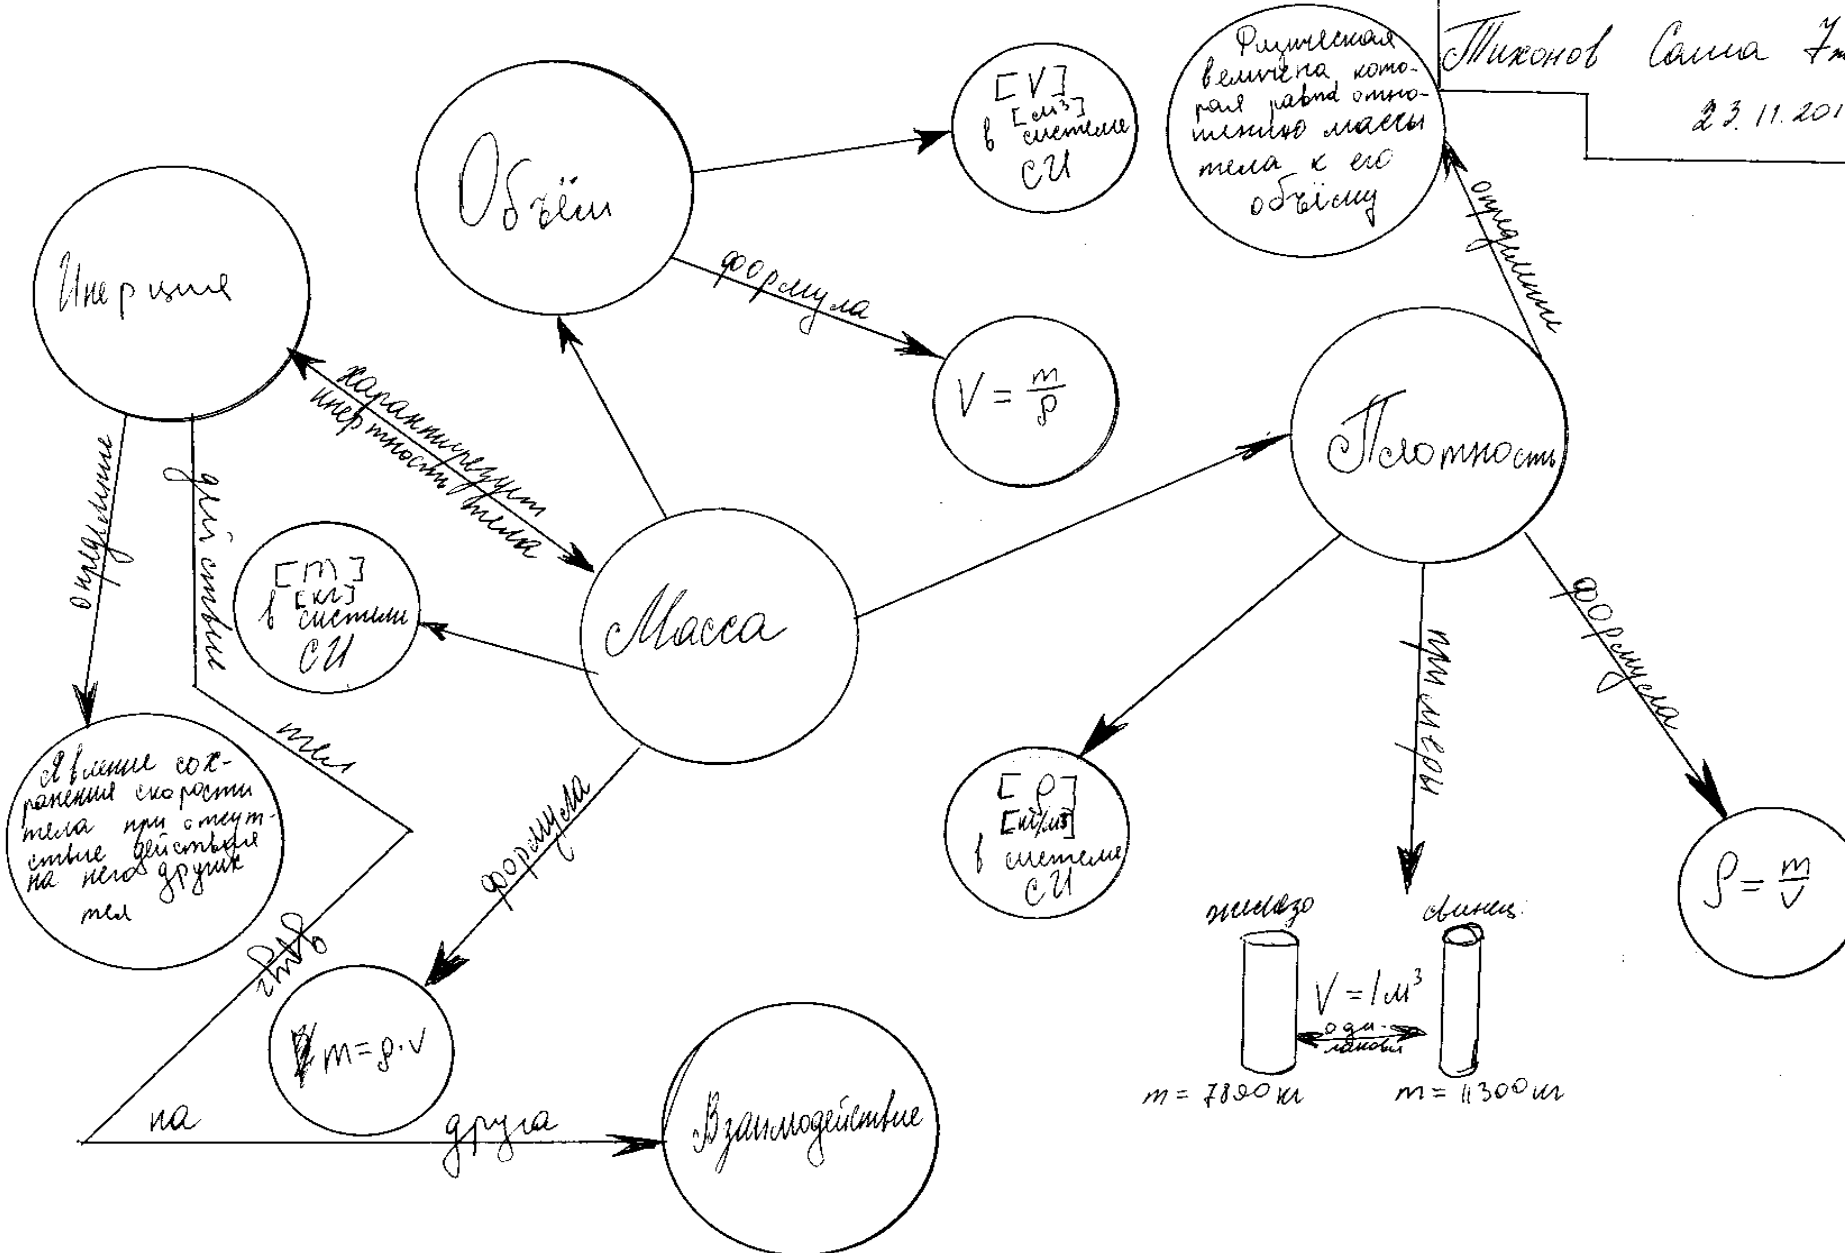 Тихонов Саша 7
23.11.201
Физическая
величена, кото-
рая равна отно-
шению массы
тела к его
объёму
определение
[V]
[м³]
в системе
СИ
Объём
формула
V = m/ρ
Инерция
характирезует
инертность тела
определение
действие
тел
друг
на
друга
Явление сох-
ранения скорости
тела при отсут-
ствие действия
на него других
тел
[m]
[кг]
в системе
СИ
Масса
формула
m=ρ·v
Взаимодействие
Плотность
[ρ]
[кг/м³]
в системе
СИ
примеры
формула
ρ = m/v
железо
свинец
V = 1м³
оди-
наковы
m = 7800 кг
m = 11300 кг